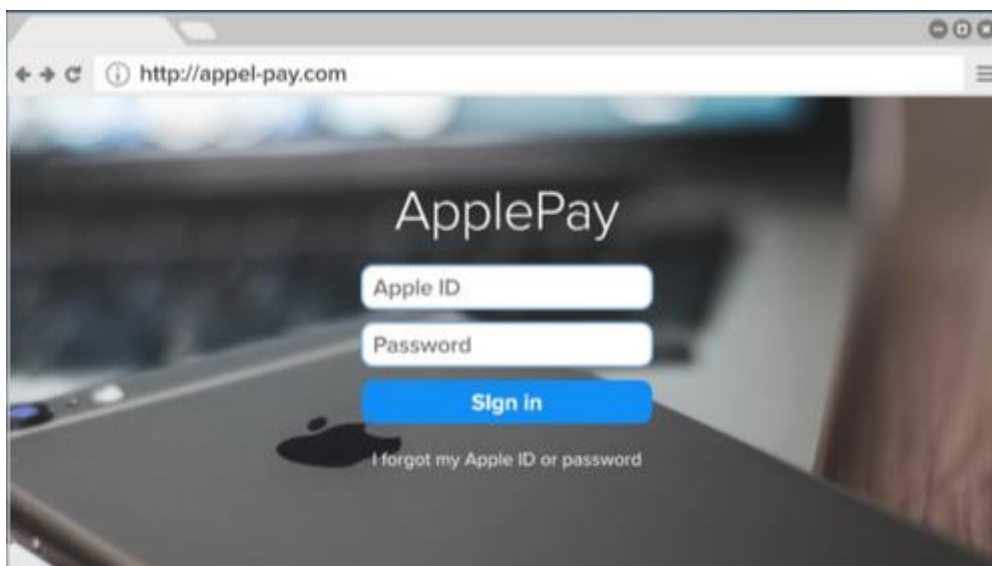 http://appel-pay.com
ApplePay
Apple ID
Password
SIgn in
I forgot my Apple ID or password